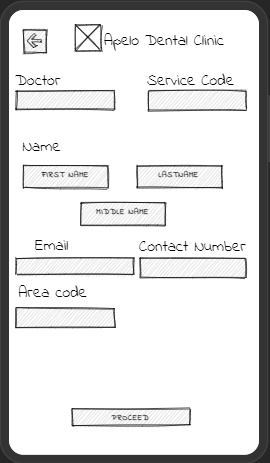 Apelo Dental Clinic
Doctor
Service Code
Name
FIRST NAME
LASTNAME
MIDDLE NAME
Email
Contact Number
Area code
PROCEED